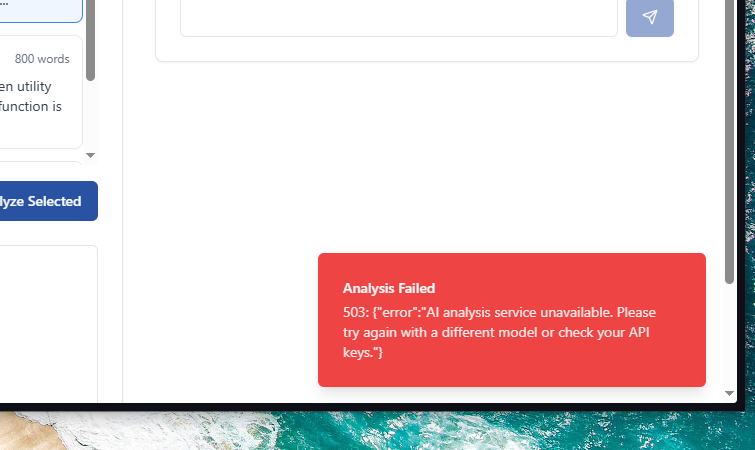 ...
800 words
en utility
function is
lyze Selected
Analysis Failed
503: {"error":"AI analysis service unavailable. Please
try again with a different model or check your API
keys."}